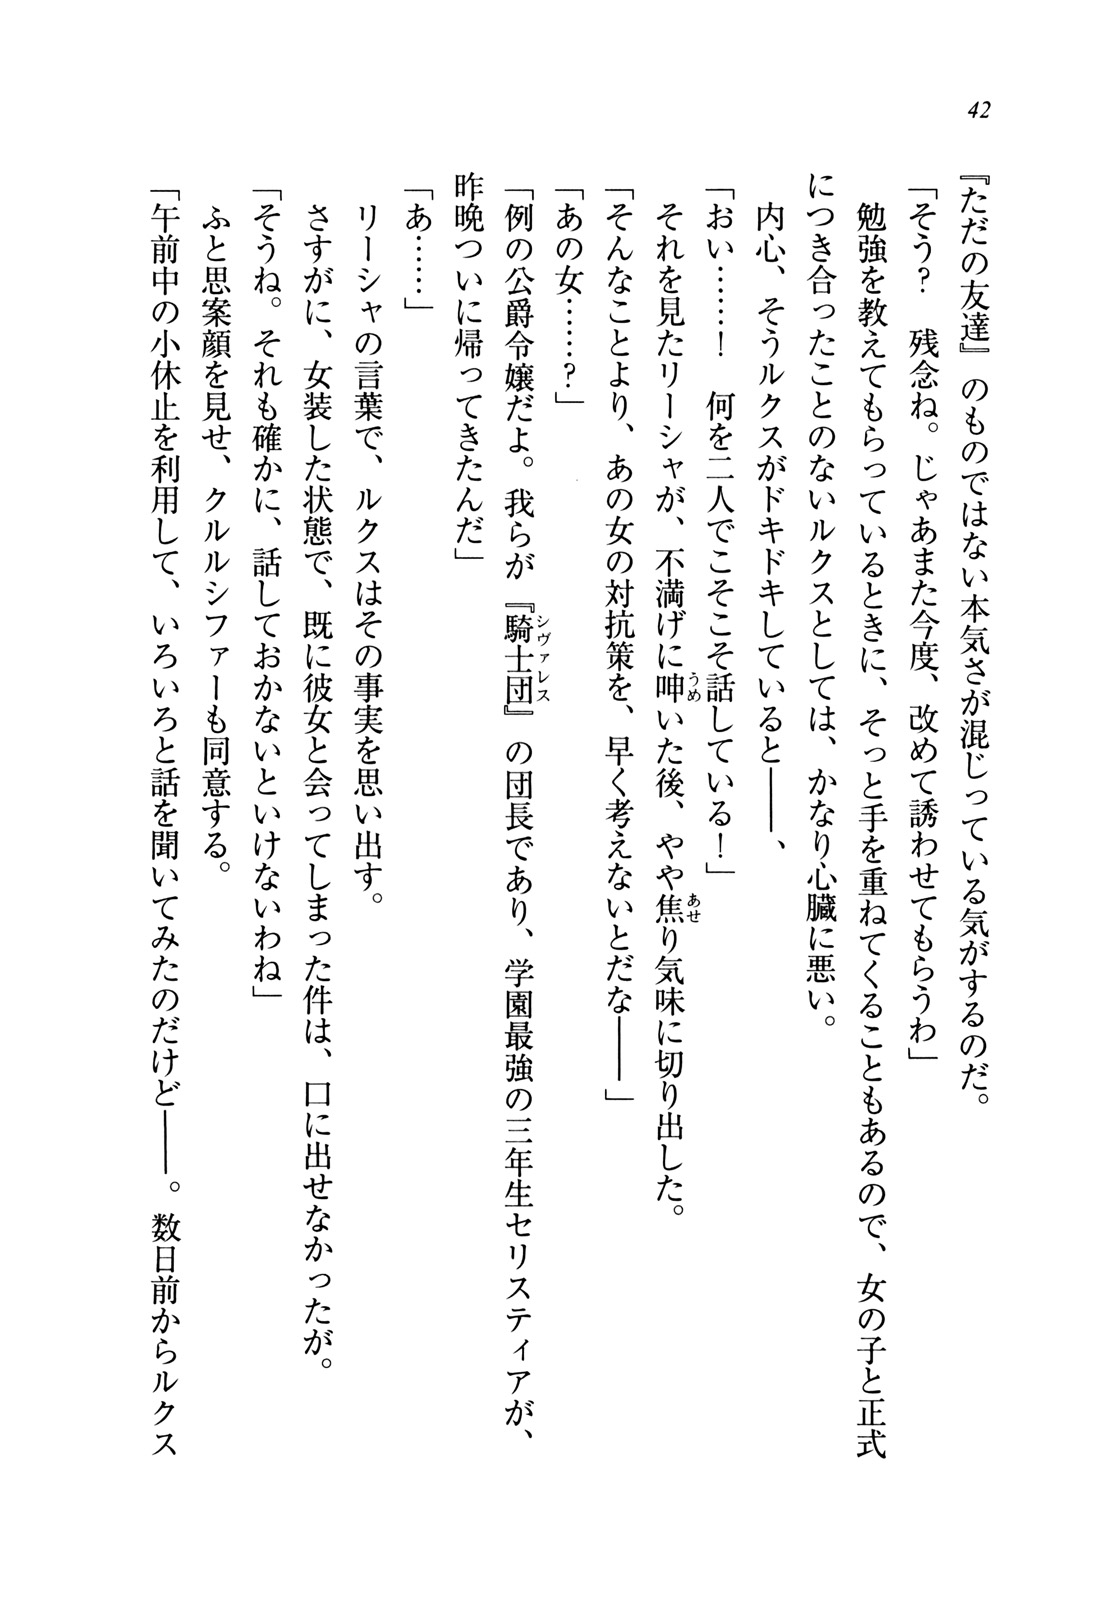 42
『ただの友達』のものではない本気さが混じっている気がするのだ。
「そう？　残念ね。じゃあまた今度、改めて誘わせてもらうわ」
　勉強を教えてもらっているときに、そっと手を重ねてくることもあるので、女の子と正式
につき合ったことのないルクスとしては、かなり心臓に悪い。
　内心、そうルクスがドキドキしていると――、
「おい……！　何を二人でこそこそ話している！」
　それを見たリーシャが、不満げに呻いた後、やや焦り気味に切り出した。
「そんなことより、あの女の対抗策を、早く考えないとだな――」
「あの女……？」
「例の公爵令嬢だよ。我らが『騎士団』の団長であり、学園最強の三年生セリスティアが、
昨晩ついに帰ってきたんだ」
「あ……」
　リーシャの言葉で、ルクスはその事実を思い出す。
　さすがに、女装した状態で、既に彼女と会ってしまった件は、口に出せなかったが。
「そうね。それも確かに、話しておかないといけないわね」
　ふと思案顔を見せ、クルルシファーも同意する。
「午前中の小休止を利用して、いろいろと話を聞いてみたのだけど――。数日前からルクス